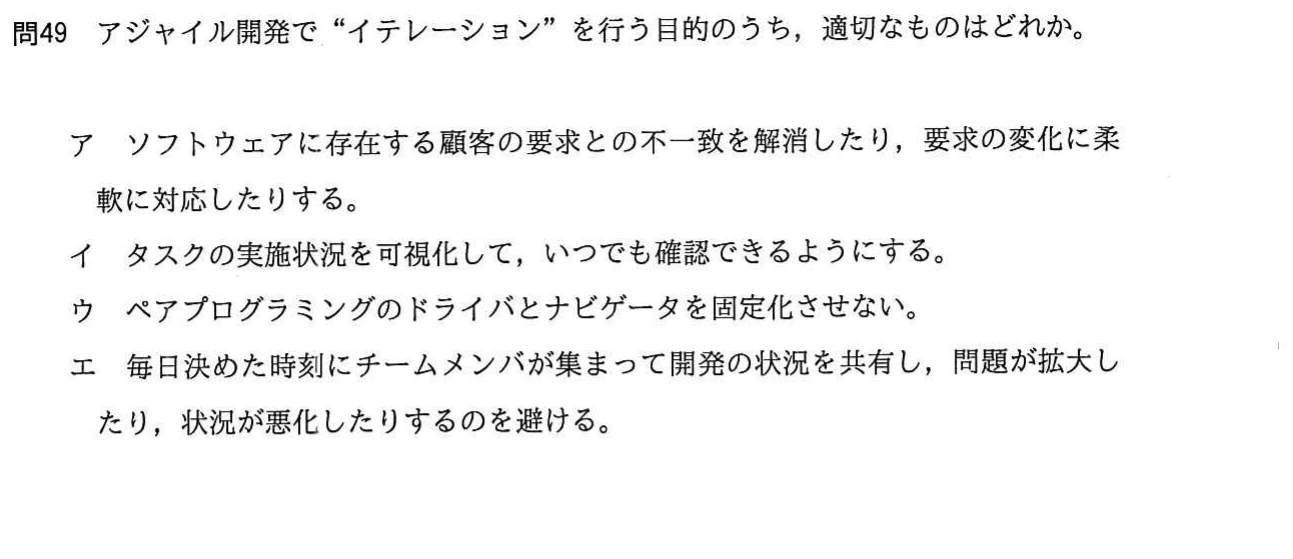 問49　アジャイル開発で“イテレーション”を行う目的のうち，適切なものはどれか。
ア　ソフトウェアに存在する顧客の要求との不一致を解消したり，要求の変化に柔
軟に対応したりする。
イ　タスクの実施状況を可視化して，いつでも確認できるようにする。
ウ　ペアプログラミングのドライバとナビゲータを固定化させない。
エ　毎日決めた時刻にチームメンバが集まって開発の状況を共有し，問題が拡大し
たり，状況が悪化したりするのを避ける。